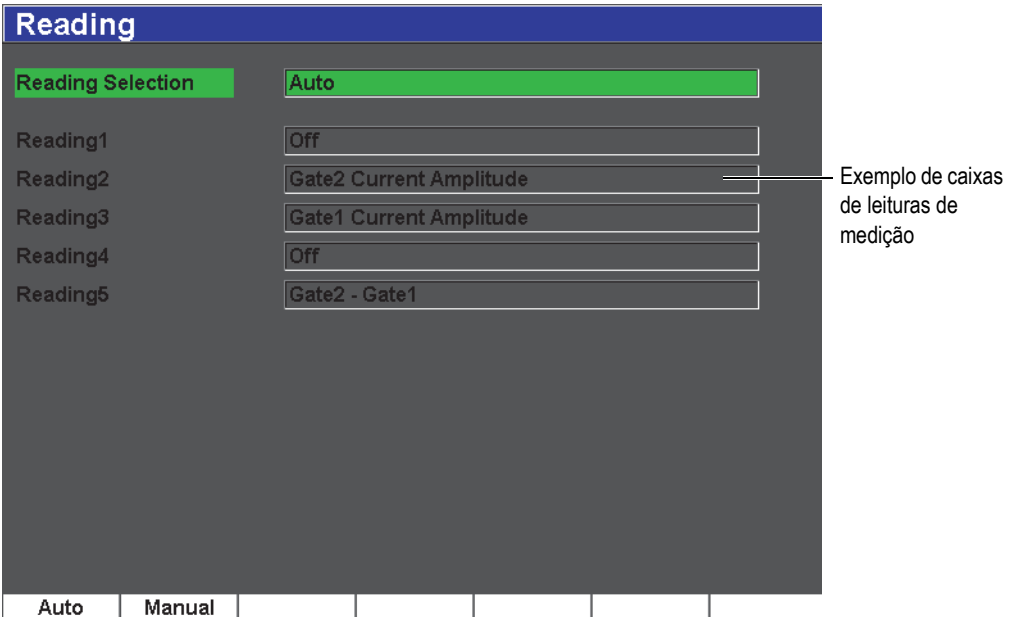 Reading
Reading Selection Auto
Reading1 Off
Reading2 Gate2 Current Amplitude
Reading3 Gate1 Current Amplitude
Reading4 Off
Reading5 Gate2 - Gate1
Exemplo de caixas
de leituras de
medição
Auto Manual